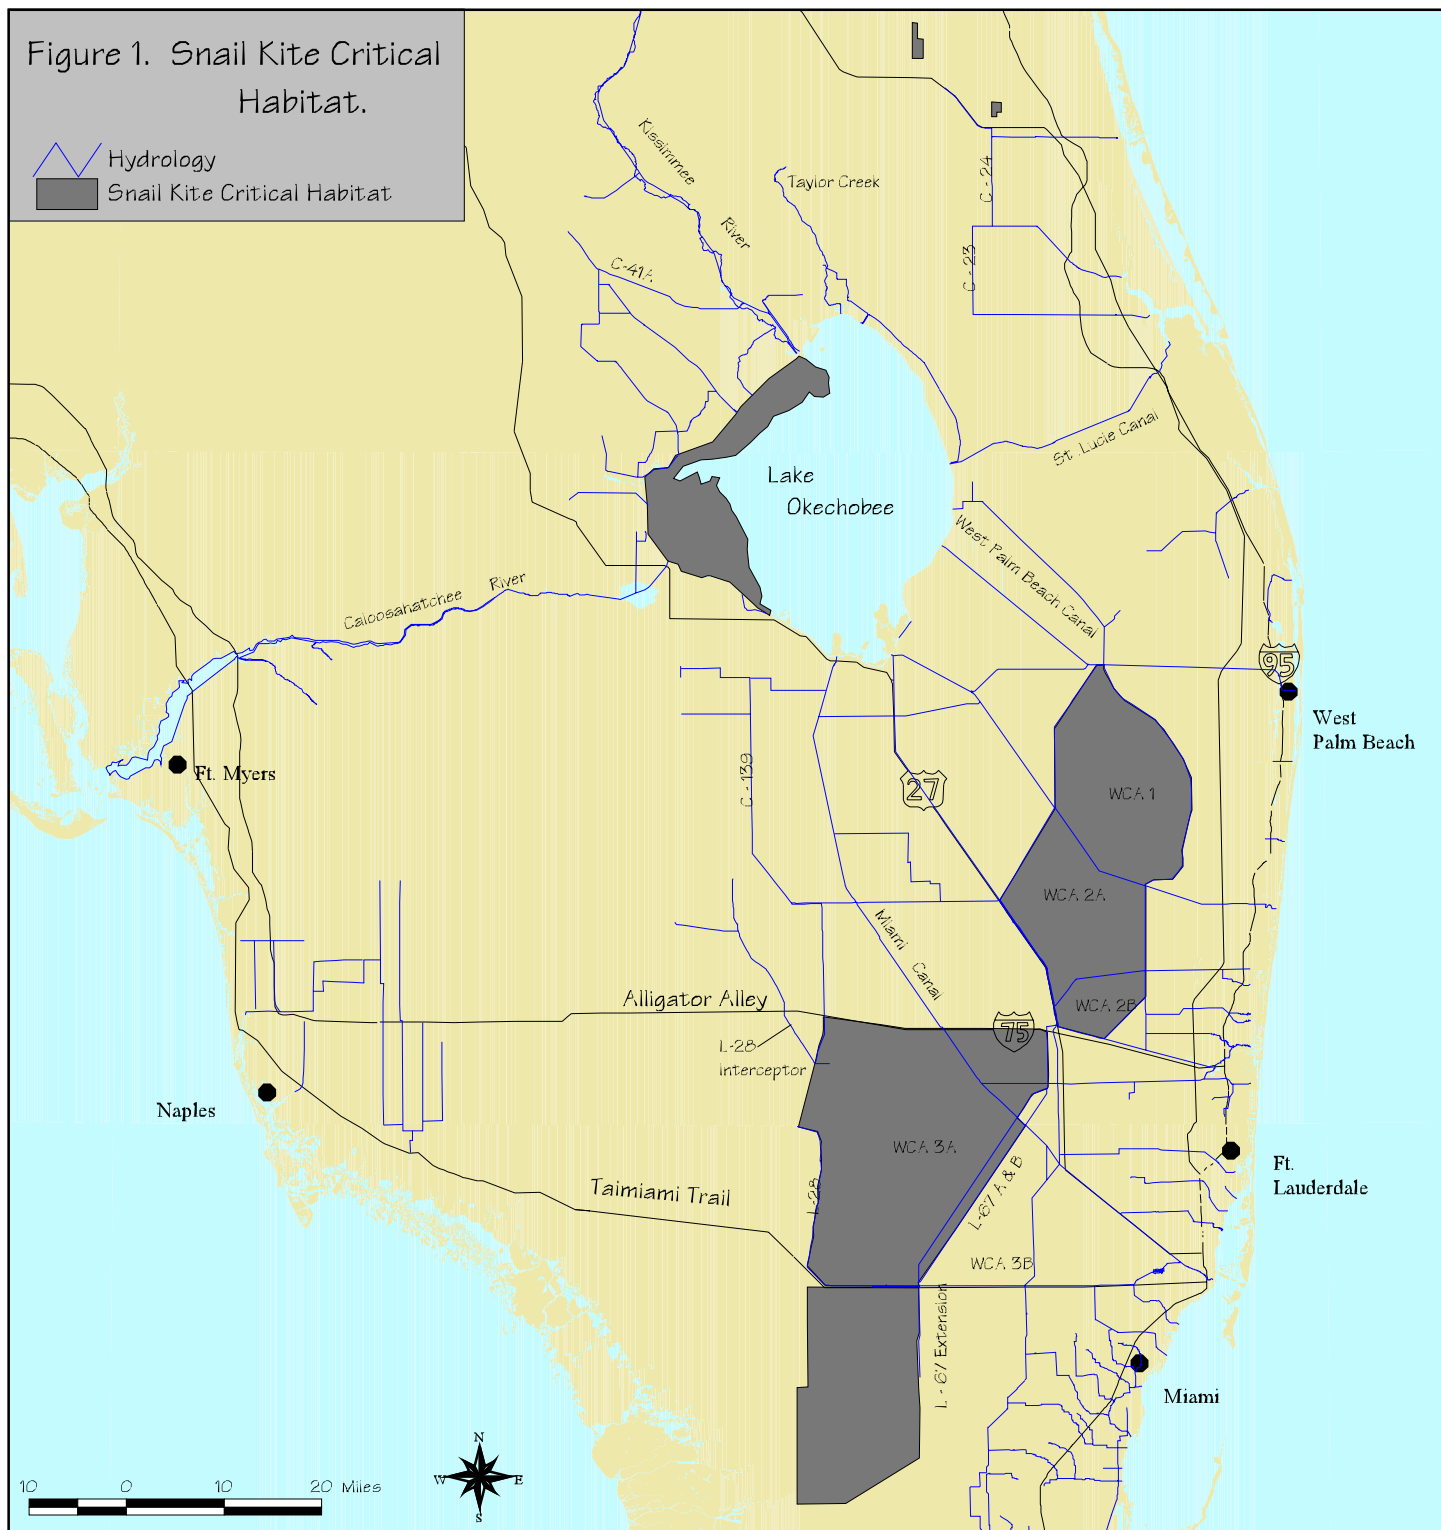 Figure 1. Snail Kite Critical
Habitat.
Hydrology
Snail Kite Critical Habitat
Kissimmee
River
Taylor Creek
C - 24
C - 23
C-41A
St. Lucie Canal
Lake
Okechobee
West Palm Beach Canal
Caloosahatchee River
95
West
Palm Beach
Ft. Myers
C - 139
27
WCA 1
WCA 2A
Miami
Canal
Alligator Alley
WCA 2B
75
L-28
Interceptor
Naples
WCA 3A
Ft.
Lauderdale
L-28
L-67 A & B
Taimiami Trail
WCA 3B
L - 67 Extension
Miami
N
W E
S
10 0 10 20 Miles